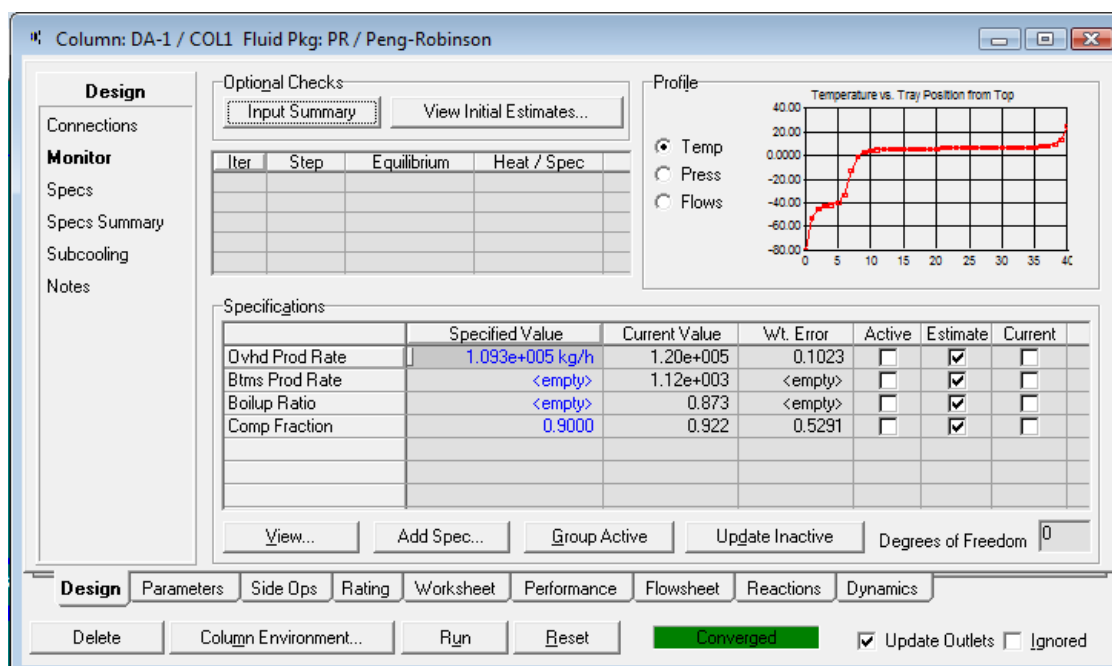 Column: DA-1 / COL1 Fluid Pkg: PR / Peng-Robinson
Design
Connections
Monitor
Specs
Specs Summary
Subcooling
Notes
Optional Checks
Input Summary
View Initial Estimates...
Iter Step Equilibrium Heat / Spec
Profile
Temp
Press
Flows
Temperature vs. Tray Position from Top
40.00
20.00
0.0000
-20.00
-40.00
-60.00
-80.00
0 5 10 15 20 25 30 35 40
Specifications
Specified Value Current Value Wt. Error Active Estimate Current
Ovhd Prod Rate 1.093e+005 kg/h 1.20e+005 0.1023
Btms Prod Rate <empty> 1.12e+003 <empty>
Boilup Ratio <empty> 0.873 <empty>
Comp Fraction 0.9000 0.922 0.5291
View... Add Spec... Group Active Update Inactive Degrees of Freedom 0
Design Parameters Side Ops Rating Worksheet Performance Flowsheet Reactions Dynamics
Delete Column Environment... Run Reset Converged Update Outlets Ignored